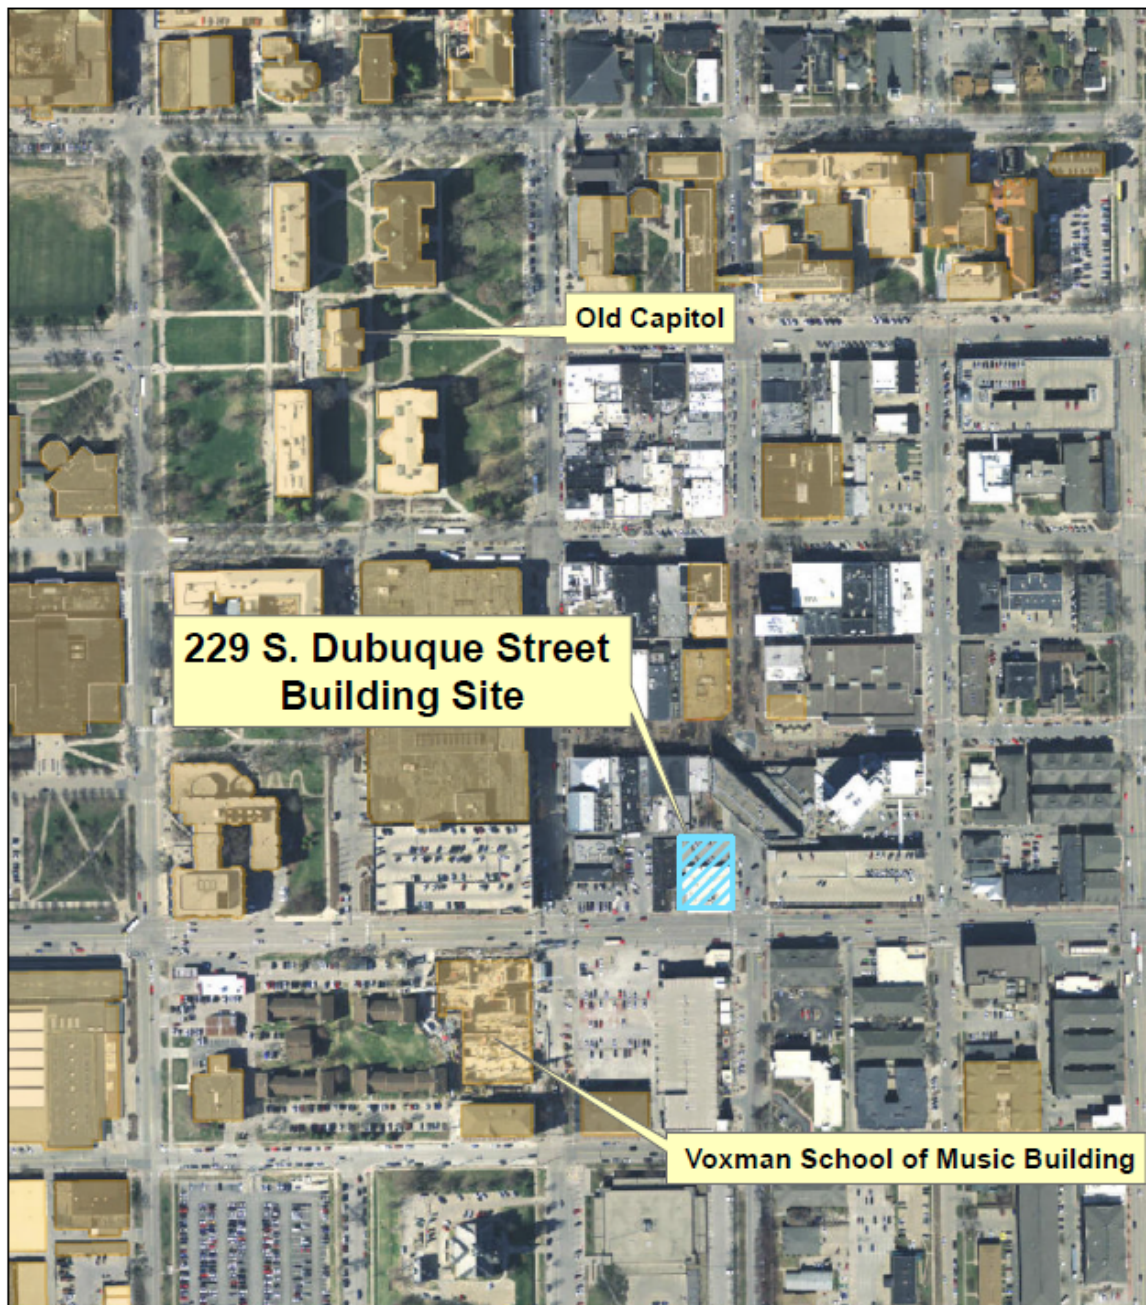 Old Capitol
229 S. Dubuque Street
Building Site
Voxman School of Music Building